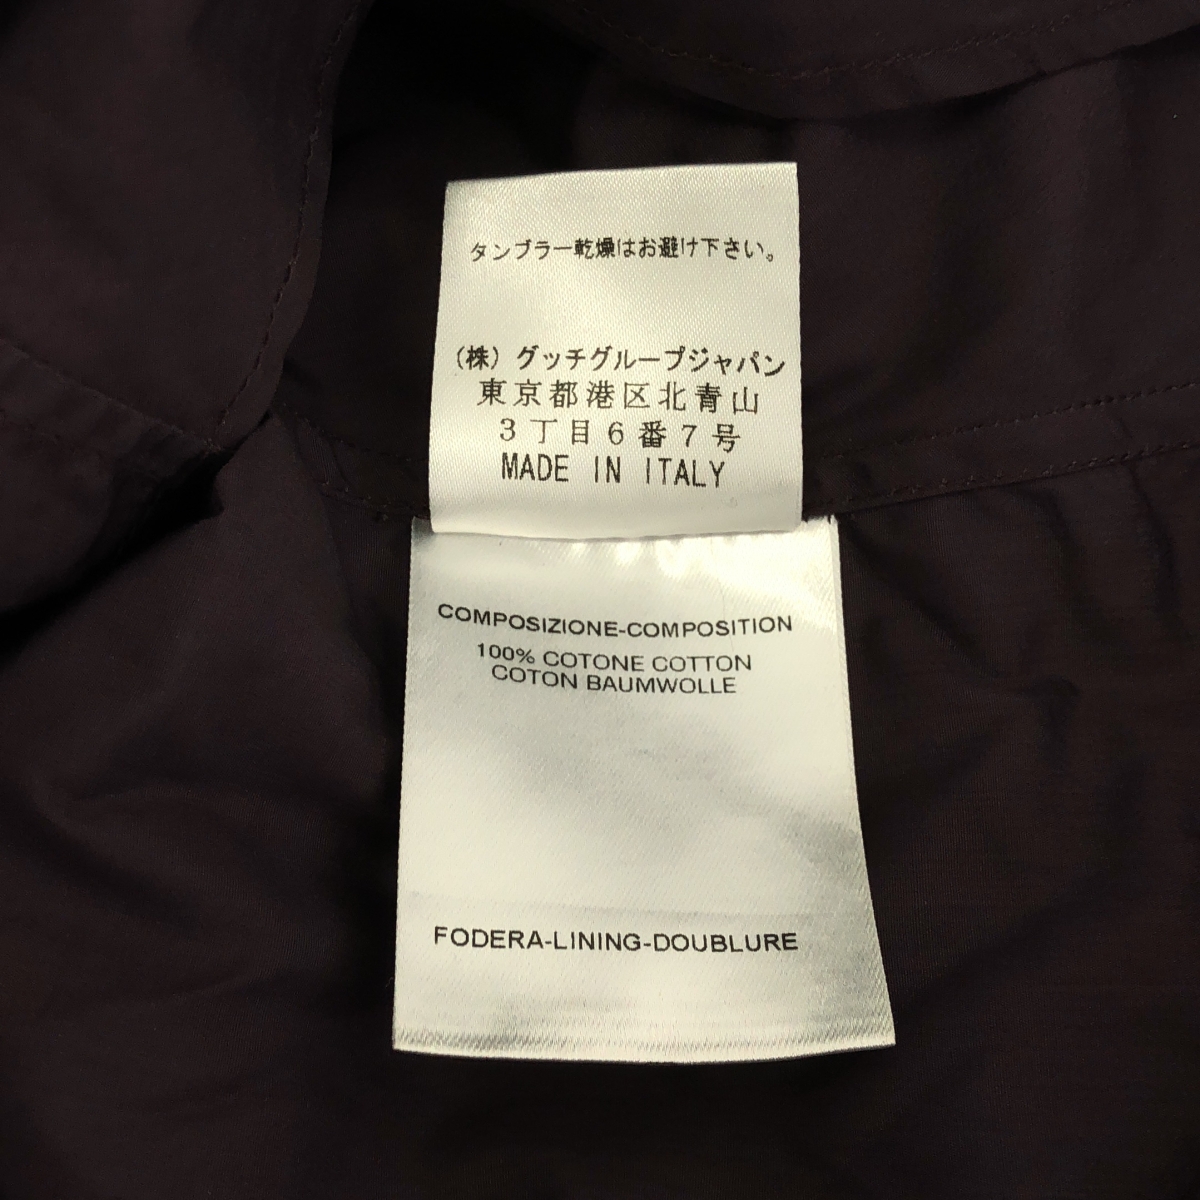 タンブラー乾燥はお避け下さい。
(株)グッチグループジャパン
東京都港区北青山
3丁目6番7号
MADE IN ITALY
COMPOSIZIONE-COMPOSITION
100% COTONE COTTON
COTON BAUMWOLLE
FODERA-LINING-DOUBLURE